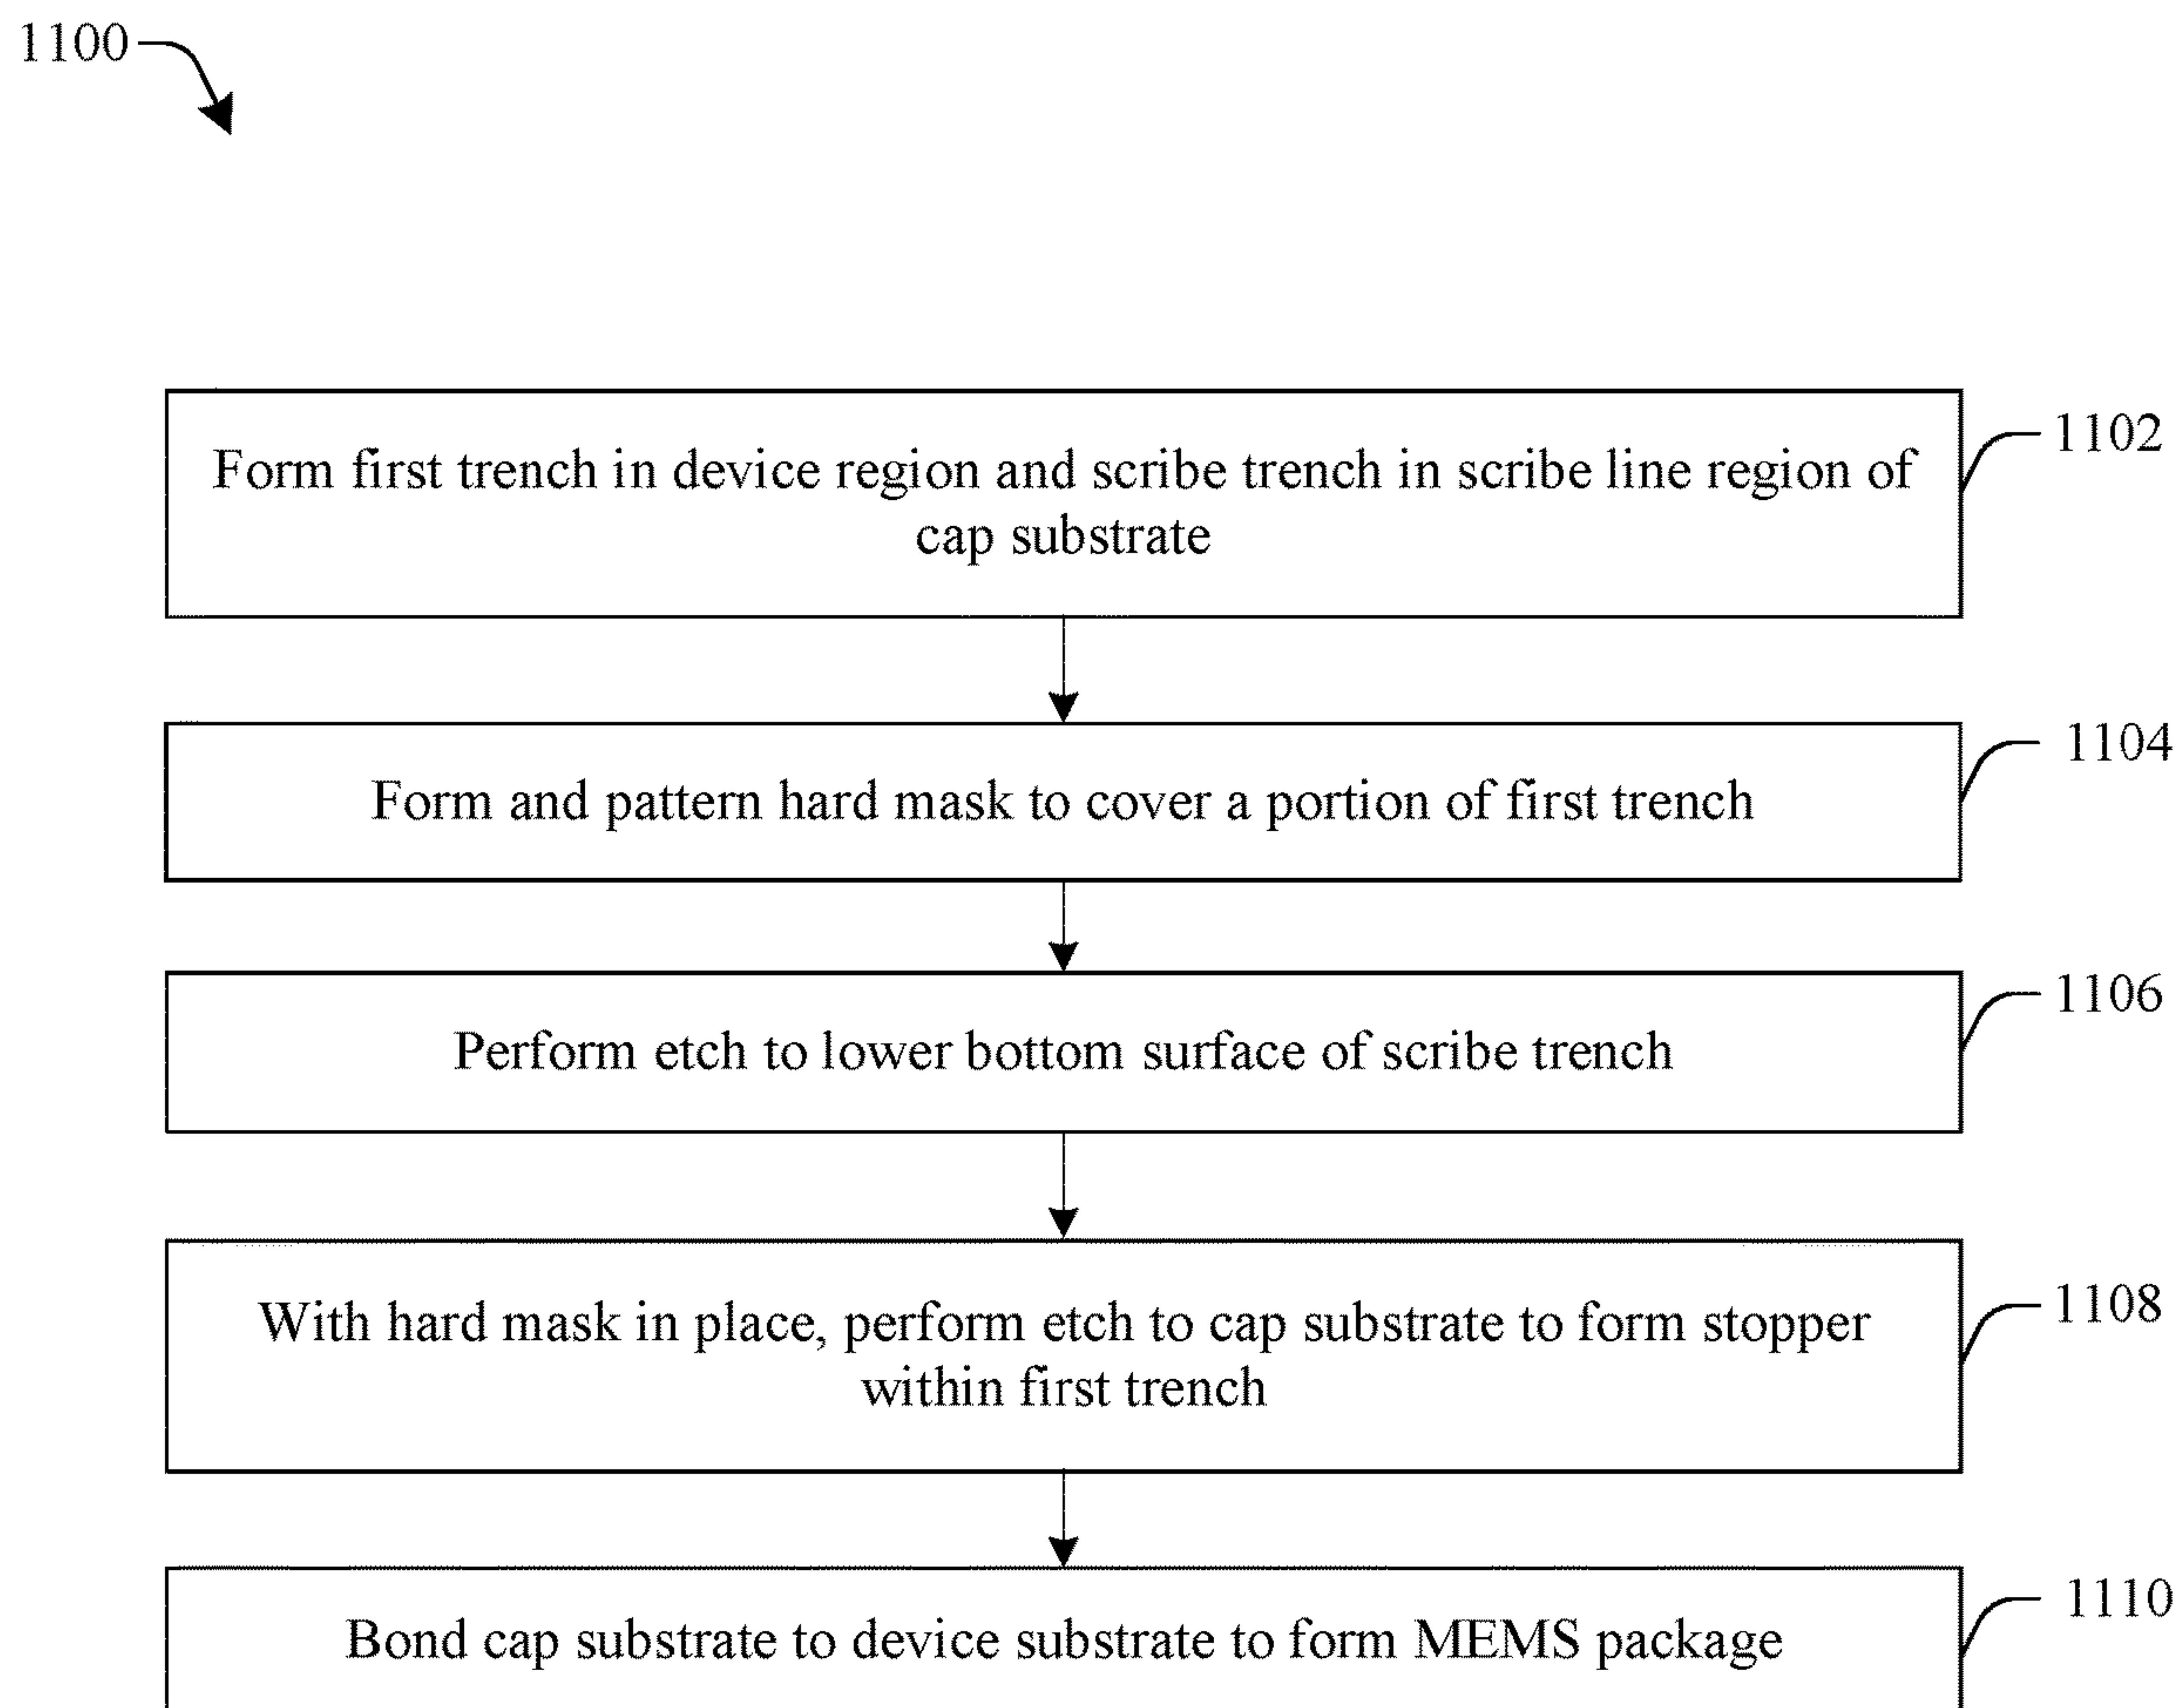 1100
1102
Form first trench in device region and scribe trench in scribe line region of
cap substrate
1104
Form and pattern hard mask to cover a portion of first trench
1106
Perform etch to lower bottom surface of scribe trench
1108
With hard mask in place, perform etch to cap substrate to form stopper
within first trench
1110
Bond cap substrate to device substrate to form MEMS package